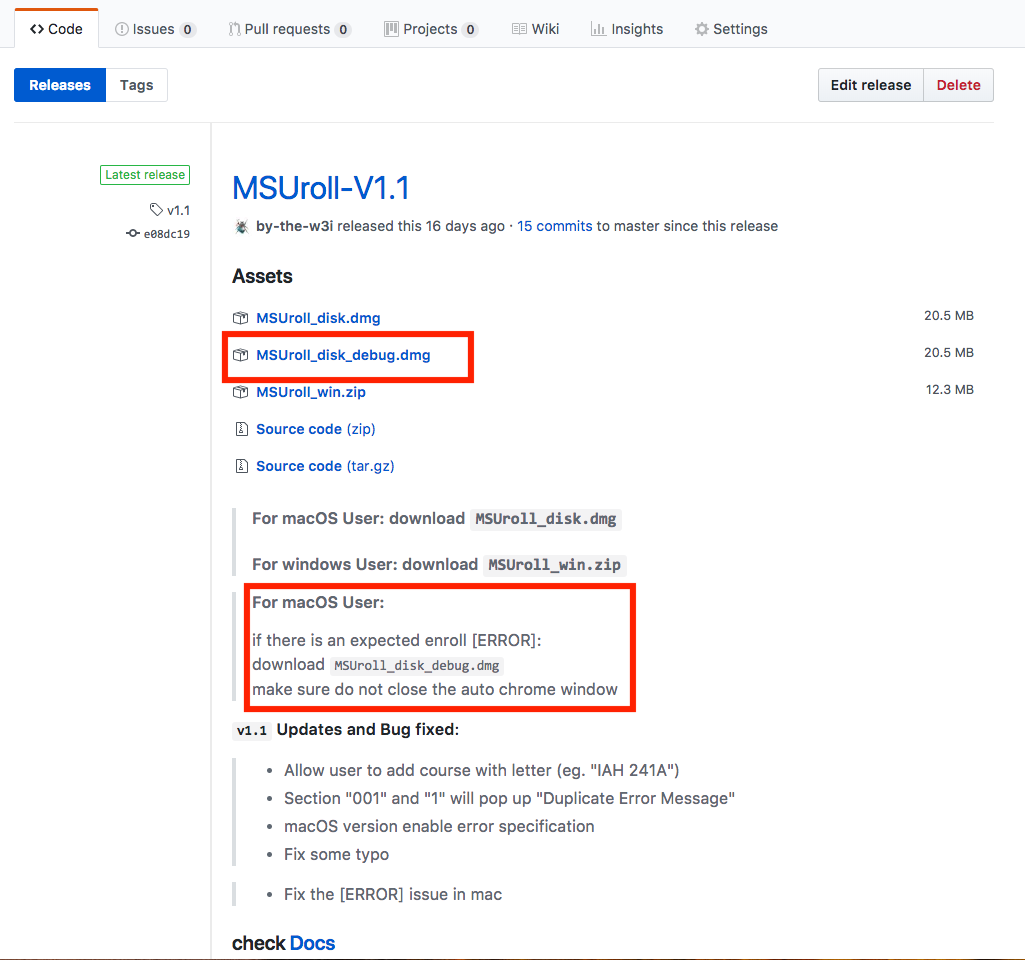 Code Issues 0 Pull requests 0 Projects 0 Wiki Insights Settings
Releases Tags Edit release Delete
Latest release
v1.1
e08dc19
MSUroll-V1.1
by-the-w3i released this 16 days ago · 15 commits to master since this release
Assets
MSUroll_disk.dmg 20.5 MB
MSUroll_disk_debug.dmg 20.5 MB
MSUroll_win.zip 12.3 MB
Source code (zip)
Source code (tar.gz)
For macOS User: download MSUroll_disk.dmg
For windows User: download MSUroll_win.zip
For macOS User:
if there is an expected enroll [ERROR]:
download MSUroll_disk_debug.dmg
make sure do not close the auto chrome window
v1.1 Updates and Bug fixed:
• Allow user to add course with letter (eg. "IAH 241A")
• Section "001" and "1" will pop up "Duplicate Error Message"
• macOS version enable error specification
• Fix some typo
• Fix the [ERROR] issue in mac
check Docs